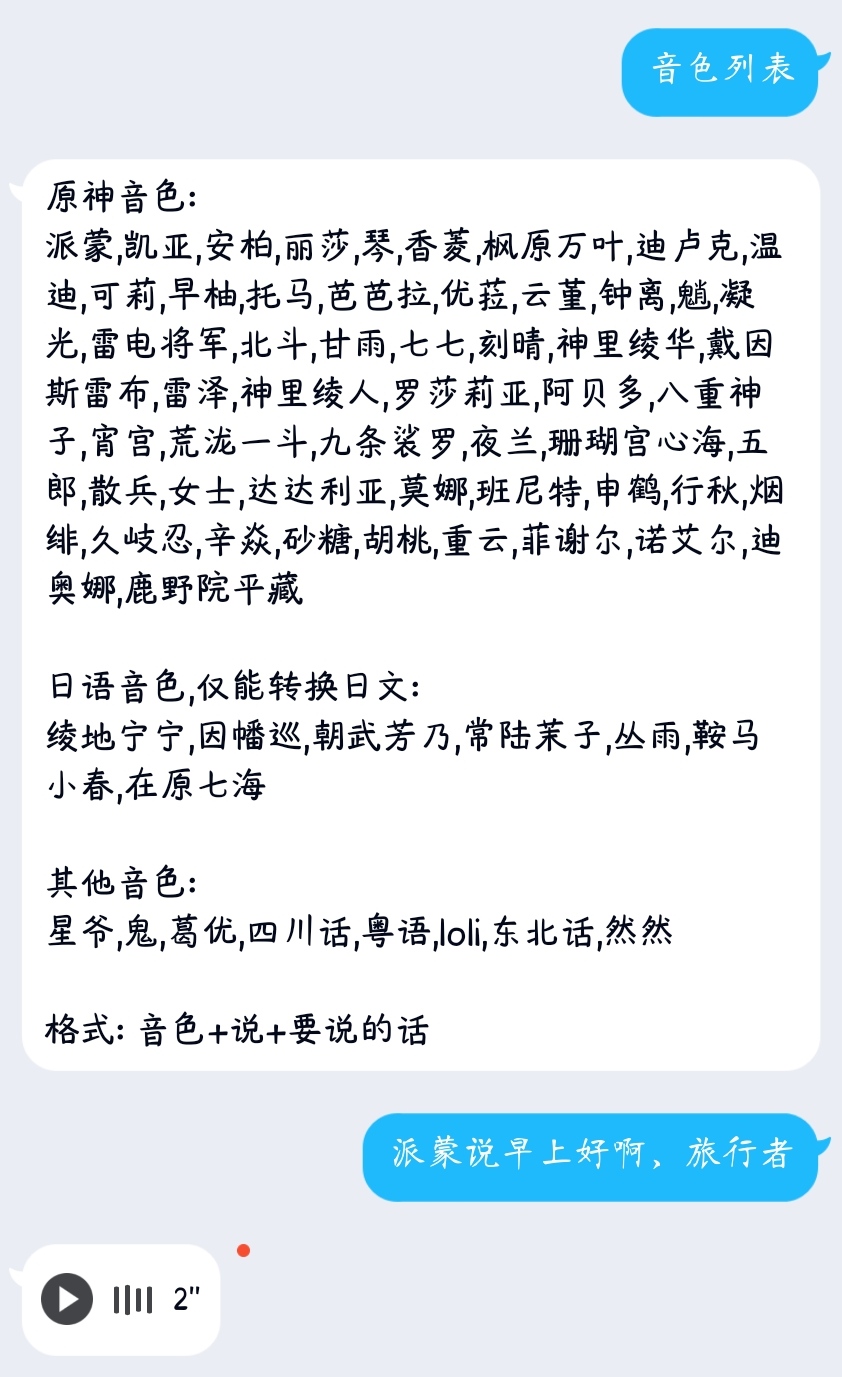 音色列表
原神音色:
派蒙,凯亚,安柏,丽莎,琴,香菱,枫原万叶,迪卢克,温
迪,可莉,早柚,托马,芭芭拉,优菈,云堇,钟离,魈,凝
光,雷电将军,北斗,甘雨,七七,刻晴,神里绫华,戴因
斯雷布,雷泽,神里绫人,罗莎莉亚,阿贝多,八重神
子,宵宫,荒泷一斗,九条裟罗,夜兰,珊瑚宫心海,五
郎,散兵,女士,达达利亚,莫娜,班尼特,申鹤,行秋,烟
绯,久岐忍,辛焱,砂糖,胡桃,重云,菲谢尔,诺艾尔,迪
奥娜,鹿野院平藏
日语音色,仅能转换日文:
绫地宁宁,因幡巡,朝武芳乃,常陆茉子,丛雨,鞍马
小春,在原七海
其他音色:
星爷,鬼,葛优,四川话,粤语,loli,东北话,然然
格式: 音色+说+要说的话
派蒙说早上好啊、旅行者
2"